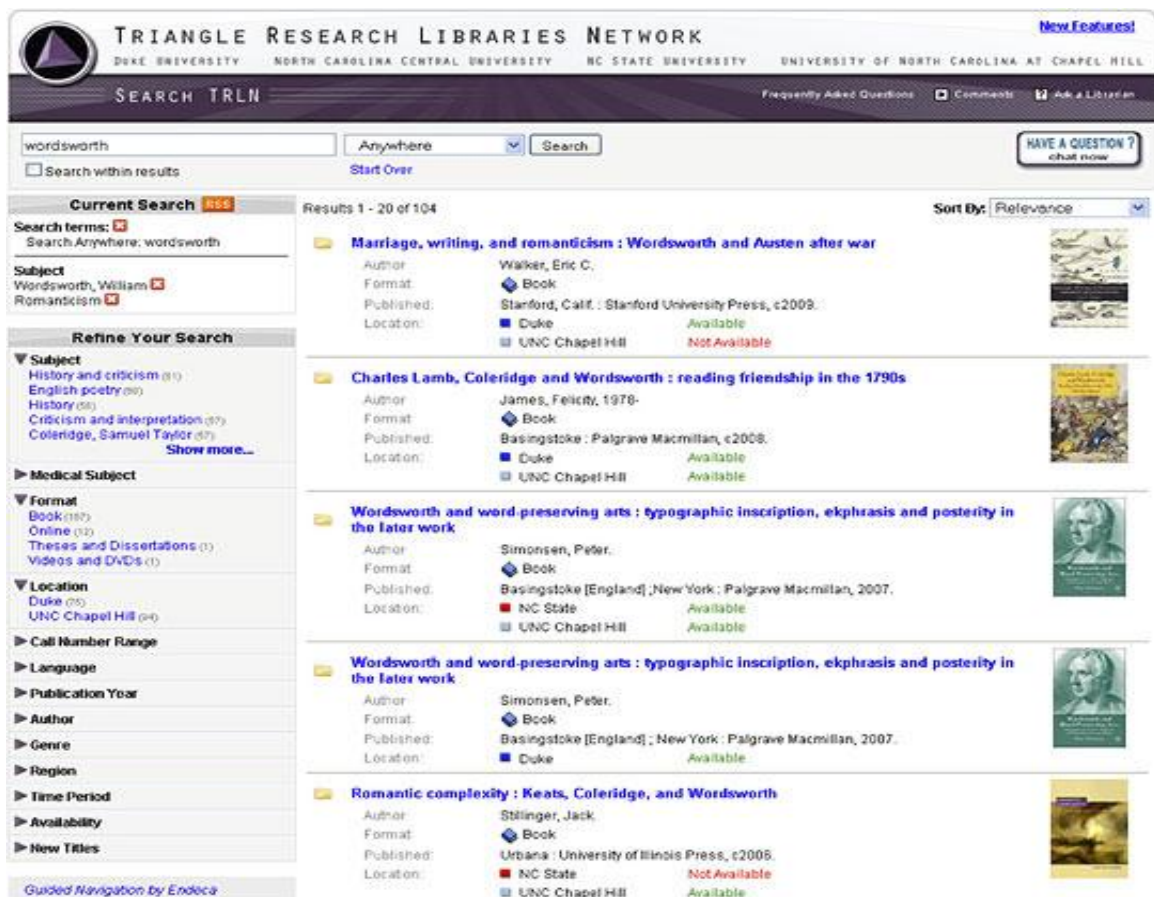 New Features!
TRIANGLE RESEARCH LIBRARIES NETWORK
DUKE UNIVERSITY NORTH CAROLINA CENTRAL UNIVERSITY NC STATE UNIVERSITY UNIVERSITY OF NORTH CAROLINA AT CHAPEL HILL
SEARCH TRLN
Frequently Asked Questions Comments ? Ask a Librarian
wordsworth Anywhere Search
Search within results Start Over
HAVE A QUESTION ?
chat now
Current Search RSS
Search terms:
Search Anywhere: wordsworth
Subject
Wordsworth, William
Romanticism
Refine Your Search
Subject
History and criticism
English poetry
History
Criticism and interpretation
Coleridge, Samuel Taylor
Show more...
Medical Subject
Format
Book
Online (12)
Theses and Dissertations (1)
Videos and DVDs (1)
Location
Duke (75)
UNC Chapel Hill (94)
Call Number Range
Language
Publication Year
Author
Genre
Region
Time Period
Availability
New Titles
Guided Navigation by Endeca
Results 1 - 20 of 104 Sort By: Relevance
Marriage, writing, and romanticism : Wordsworth and Austen after war
Author Walker, Eric C.
Format Book
Published: Stanford, Calif. : Stanford University Press, c2009.
Location: Duke Available
UNC Chapel Hill Not Available
Charles Lamb, Coleridge and Wordsworth : reading friendship in the 1790s
Author James, Felicity, 1978-
Format Book
Published: Basingstoke : Palgrave Macmillan, c2008.
Location: Duke Available
UNC Chapel Hill Available
Wordsworth and word-preserving arts : typographic inscription, ekphrasis and posterity in
the later work
Author Simonsen, Peter.
Format Book
Published: Basingstoke [England] ;New York : Palgrave Macmillan, 2007.
Location: NC State Available
UNC Chapel Hill Available
Wordsworth and word-preserving arts : typographic inscription, ekphrasis and posterity in
the later work
Author Simonsen, Peter.
Format Book
Published: Basingstoke [England] ; New York : Palgrave Macmillan, 2007.
Location: Duke Available
Romantic complexity : Keats, Coleridge, and Wordsworth
Author Stillinger, Jack.
Format Book
Published: Urbana : University of Illinois Press, c2006.
Location: NC State Not Available
UNC Chapel Hill Available